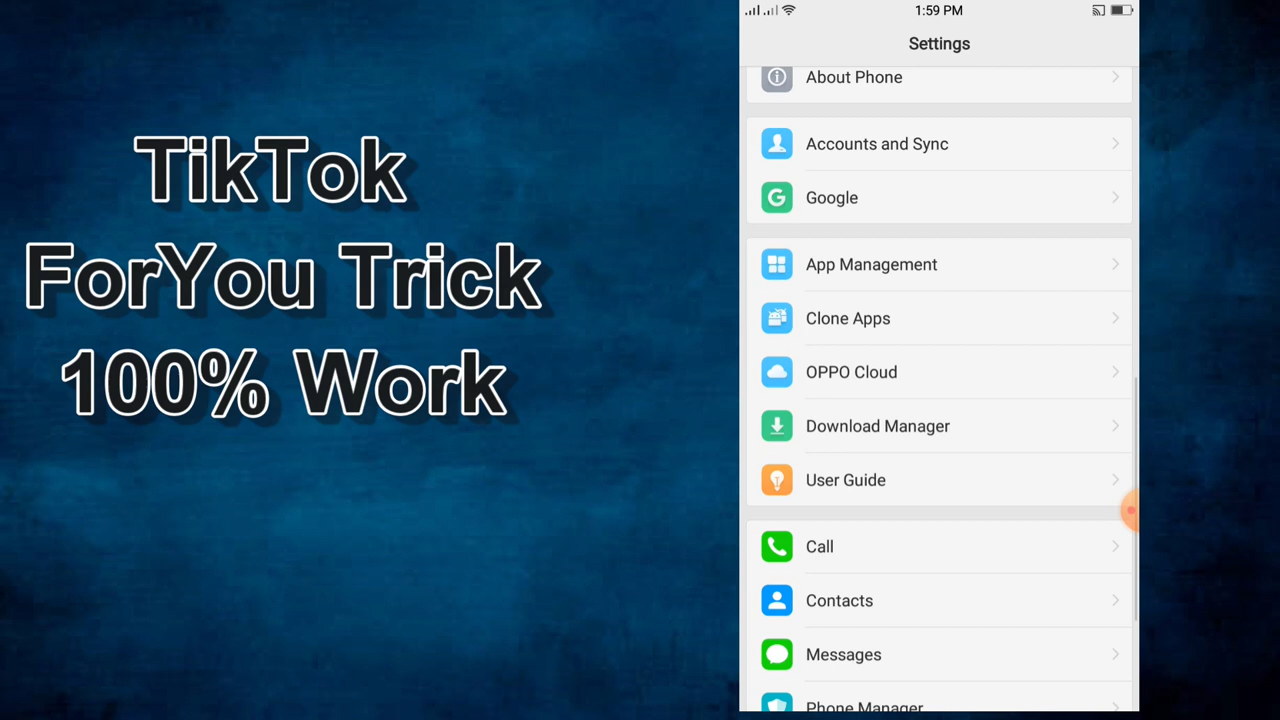 TikTok
ForYou Trick
100% Work
1:59 PM
Settings
About Phone
Accounts and Sync
Google
App Management
Clone Apps
OPPO Cloud
Download Manager
User Guide
Call
Contacts
Messages
Phone Manager